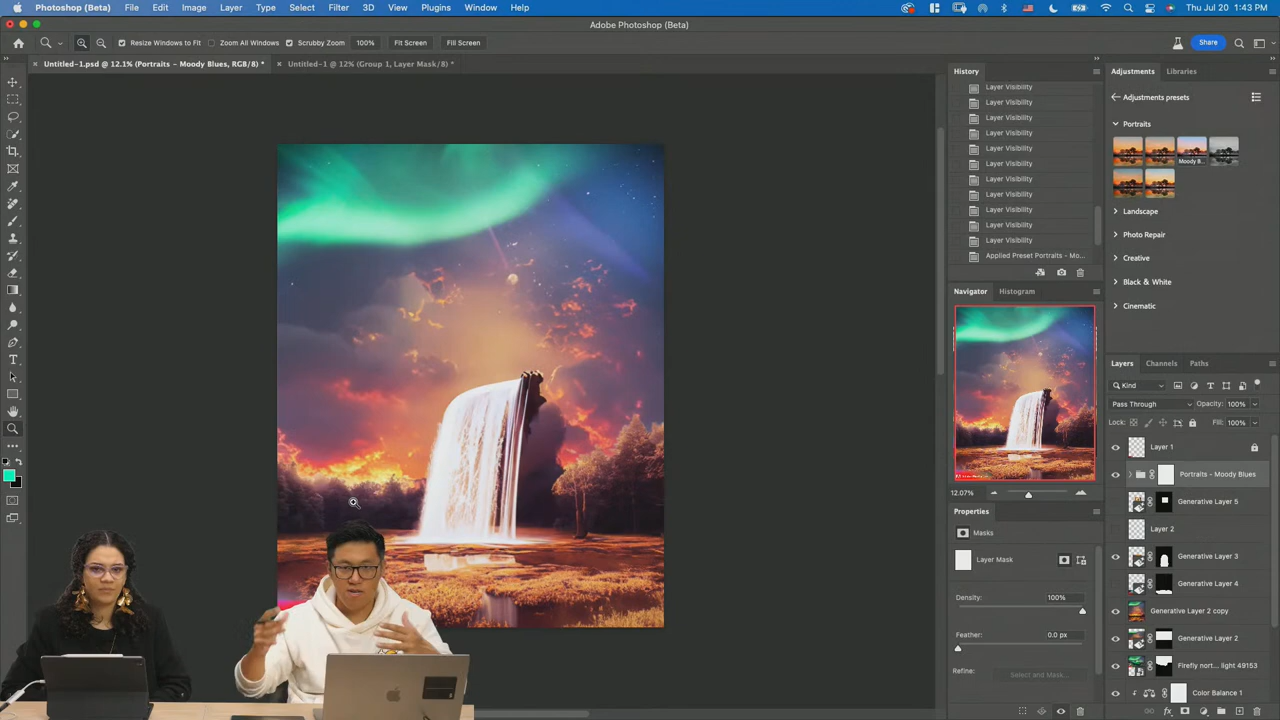 Photoshop (Beta) File Edit Image Layer Type Select Filter 3D View Plugins Window Help Thu Jul 20 1:43 PM
Adobe Photoshop (Beta)
Resize Windows to Fit Zoom All Windows Scrubby Zoom 100% Fit Screen Fill Screen Share
Untitled-1.psd @ 12.1% (Portraits - Moody Blues, RGB/8) * Untitled-1 @ 12% (Group 1, Layer Mask/8) *
History
Layer Visibility
Layer Visibility
Layer Visibility
Layer Visibility
Layer Visibility
Layer Visibility
Layer Visibility
Layer Visibility
Layer Visibility
Layer Visibility
Layer Visibility
Applied Preset Portraits - Mo...
Navigator Histogram
12.07%
Properties
Masks
Layer Mask
Density: 100%
Feather: 0.0 px
Refine: Select and Mask...
Adjustments Libraries
Adjustments presets
Portraits
Moody B...
Landscape
Photo Repair
Creative
Black & White
Cinematic
Layers Channels Paths
Kind
Pass Through Opacity: 100%
Lock: Fill: 100%
Layer 1
Portraits - Moody Blues
Generative Layer 5
Layer 2
Generative Layer 3
Generative Layer 4
Generative Layer 2 copy
Generative Layer 2
Firefly nort... light 49153
Color Balance 1